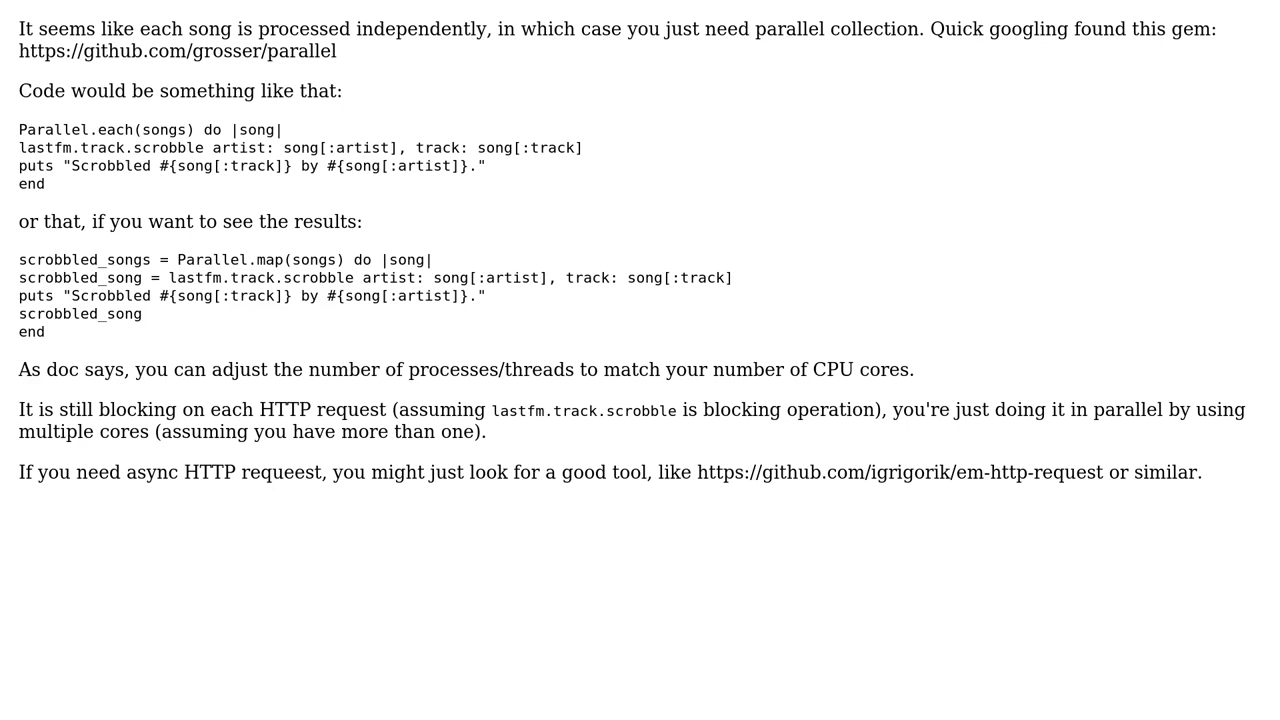 It seems like each song is processed independently, in which case you just need parallel collection. Quick googling found this gem:
https://github.com/grosser/parallel
Code would be something like that:
Parallel.each(songs) do |song|
lastfm.track.scrobble artist: song[:artist], track: song[:track]
puts "Scrobbled #{song[:track]} by #{song[:artist]}."
end
or that, if you want to see the results:
scrobbled_songs = Parallel.map(songs) do |song|
scrobbled_song = lastfm.track.scrobble artist: song[:artist], track: song[:track]
puts "Scrobbled #{song[:track]} by #{song[:artist]}."
scrobbled_song
end
As doc says, you can adjust the number of processes/threads to match your number of CPU cores.
It is still blocking on each HTTP request (assuming lastfm.track.scrobble is blocking operation), you're just doing it in parallel by using
multiple cores (assuming you have more than one).
If you need async HTTP requeest, you might just look for a good tool, like https://github.com/igrigorik/em-http-request or similar.